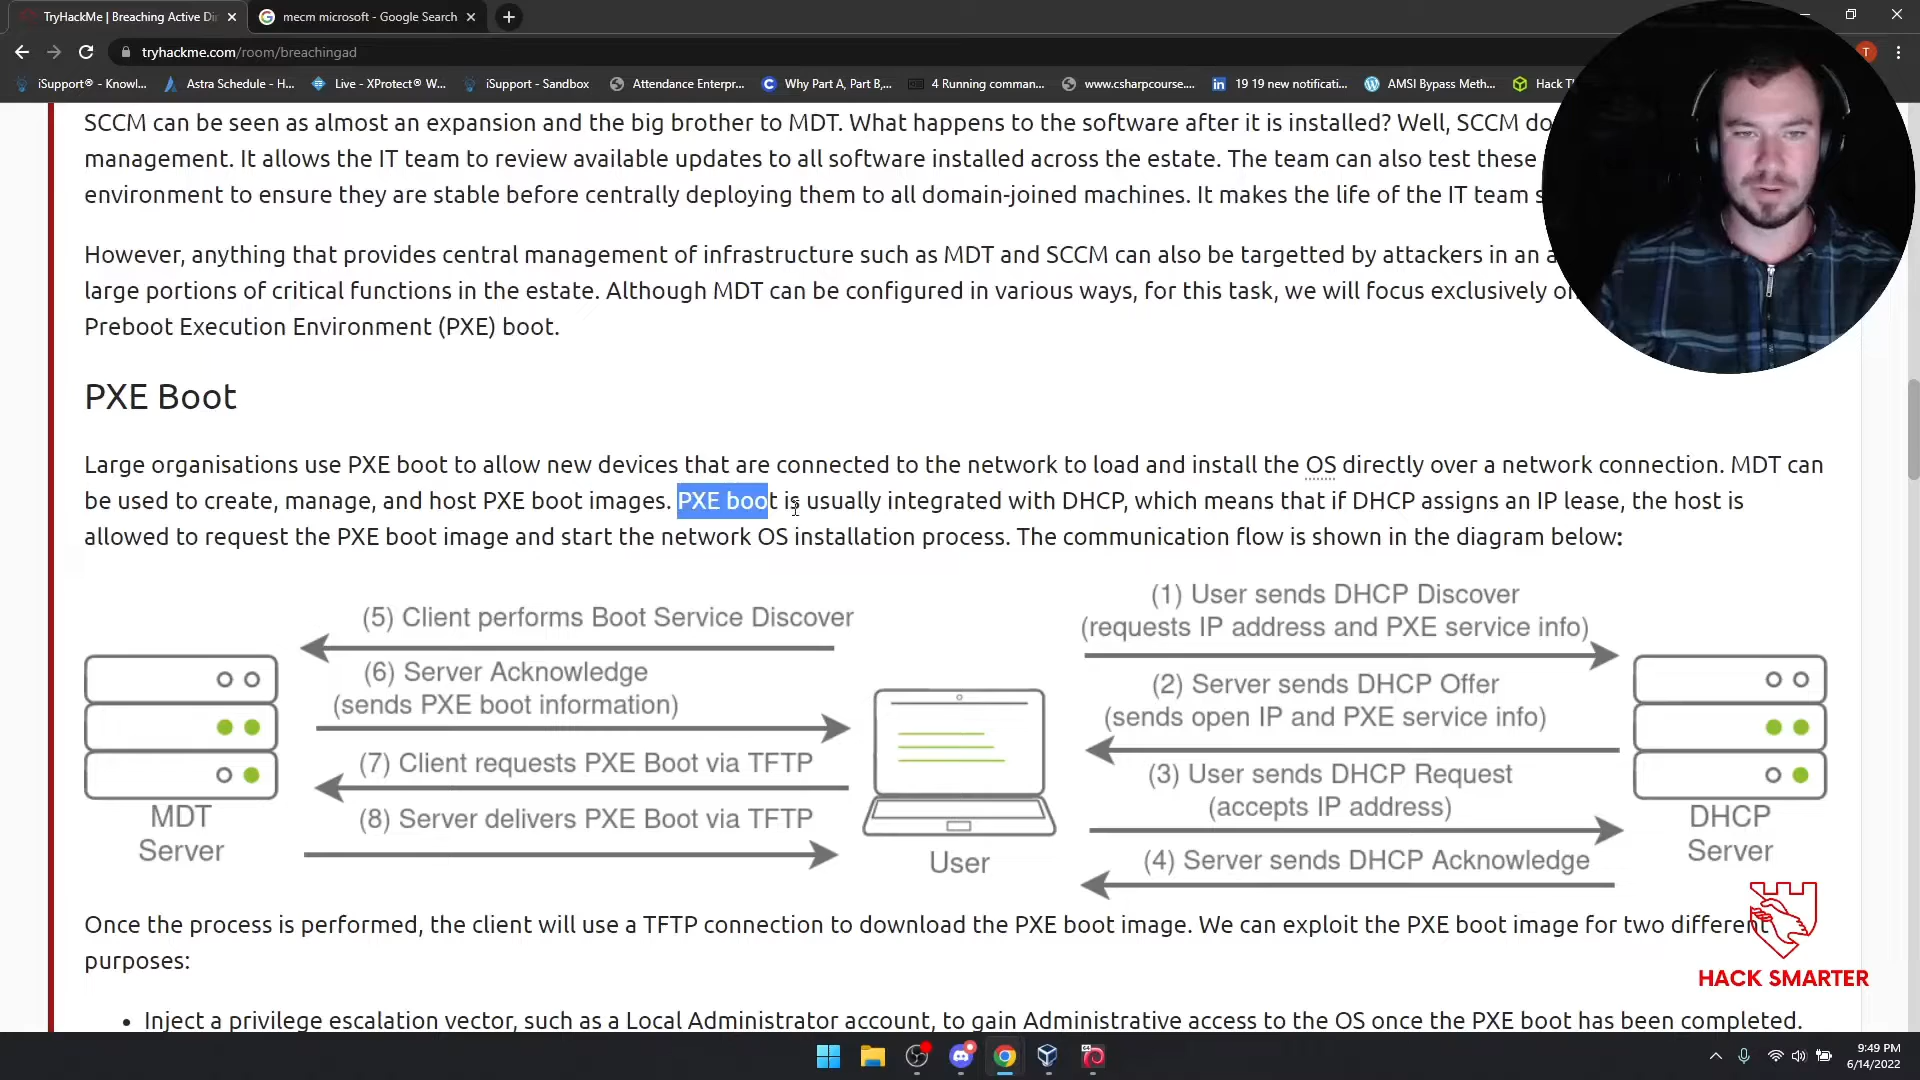 TryHackMe | Breaching Active Di
mecm microsoft - Google Search
tryhackme.com/room/breachingad
T
iSupport® - Knowl...
Astra Schedule - H...
Live - XProtect® W...
iSupport - Sandbox
Attendance Enterpr...
Why Part A, Part B,...
4 Running comman...
www.csharpcourse....
19 19 new notificati...
AMSI Bypass Meth...
Hack T
SCCM can be seen as almost an expansion and the big brother to MDT. What happens to the software after it is installed? Well, SCCM do
management. It allows the IT team to review available updates to all software installed across the estate. The team can also test these
environment to ensure they are stable before centrally deploying them to all domain-joined machines. It makes the life of the IT team s
However, anything that provides central management of infrastructure such as MDT and SCCM can also be targetted by attackers in an a
large portions of critical functions in the estate. Although MDT can be configured in various ways, for this task, we will focus exclusively o
Preboot Execution Environment (PXE) boot.
PXE Boot
Large organisations use PXE boot to allow new devices that are connected to the network to load and install the OS directly over a network connection. MDT can
be used to create, manage, and host PXE boot images. PXE boot is usually integrated with DHCP, which means that if DHCP assigns an IP lease, the host is
allowed to request the PXE boot image and start the network OS installation process. The communication flow is shown in the diagram below:
(5) Client performs Boot Service Discover
(6) Server Acknowledge
(sends PXE boot information)
(7) Client requests PXE Boot via TFTP
(8) Server delivers PXE Boot via TFTP
MDT
Server
User
(1) User sends DHCP Discover
(requests IP address and PXE service info)
(2) Server sends DHCP Offer
(sends open IP and PXE service info)
(3) User sends DHCP Request
(accepts IP address)
(4) Server sends DHCP Acknowledge
DHCP
Server
Once the process is performed, the client will use a TFTP connection to download the PXE boot image. We can exploit the PXE boot image for two different
purposes:
HACK SMARTER
• Inject a privilege escalation vector, such as a Local Administrator account, to gain Administrative access to the OS once the PXE boot has been completed.
9:49 PM
6/14/2022